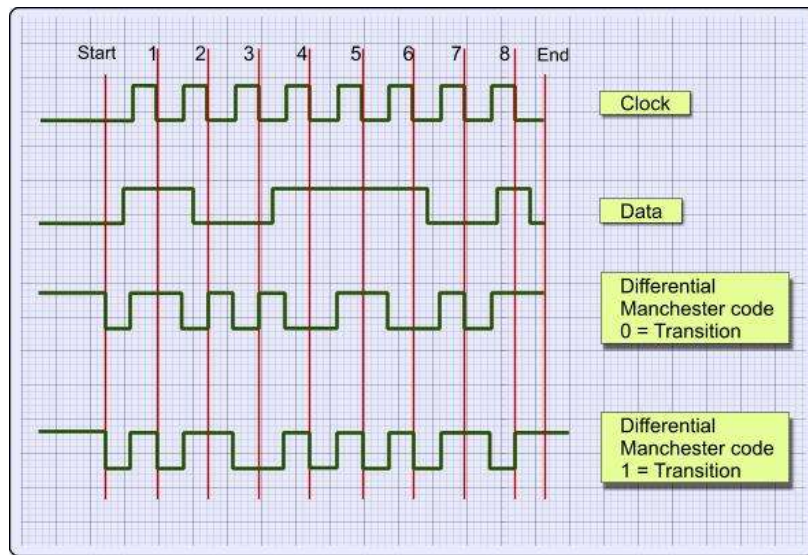 Start 1 2 3 4 5 6 7 8 End
Clock
Data
Differential
Manchester code
0 = Transition
Differential
Manchester code
1 = Transition